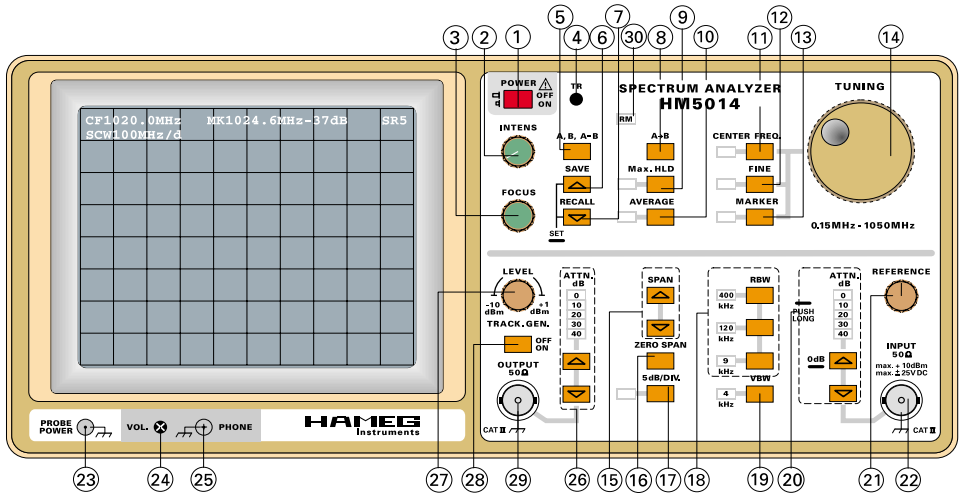 5 7 9 12
3 2 1 4 6 30 8 10 11 13 14
POWER OFF
ON
TR
SPECTRUM ANALYZER
HM5014
TUNING
CF1020.0MHz MK1024.6MHz-37dB SR5
SCW100MHz/d
RM
INTENS
A, B, A-B
A→B
CENTER FREQ.
SAVE
Max. HLD
FINE
FOCUS
RECALL
AVERAGE
MARKER
SET
0.15MHz - 1050MHz
LEVEL
-10 dBm
+1 dBm
ATTN.
dB
0
10
20
30
40
SPAN
RBW
400
kHz
120
kHz
9
kHz
ATTN.
dB
0
10
20
30
40
REFERENCE
PUSH
LONG
TRACK. GEN.
OFF
ON
ZERO SPAN
0dB
INPUT
50Ω
max. + 10dBm
max. ± 25V DC
OUTPUT
50Ω
5dB/DIV.
VBW
4
kHz
CAT II
CAT II
PROBE
POWER
VOL.
PHONE
HAMEG
Instruments
23 24 25 27 28 29 26 15 16 17 18 19 20 21 22